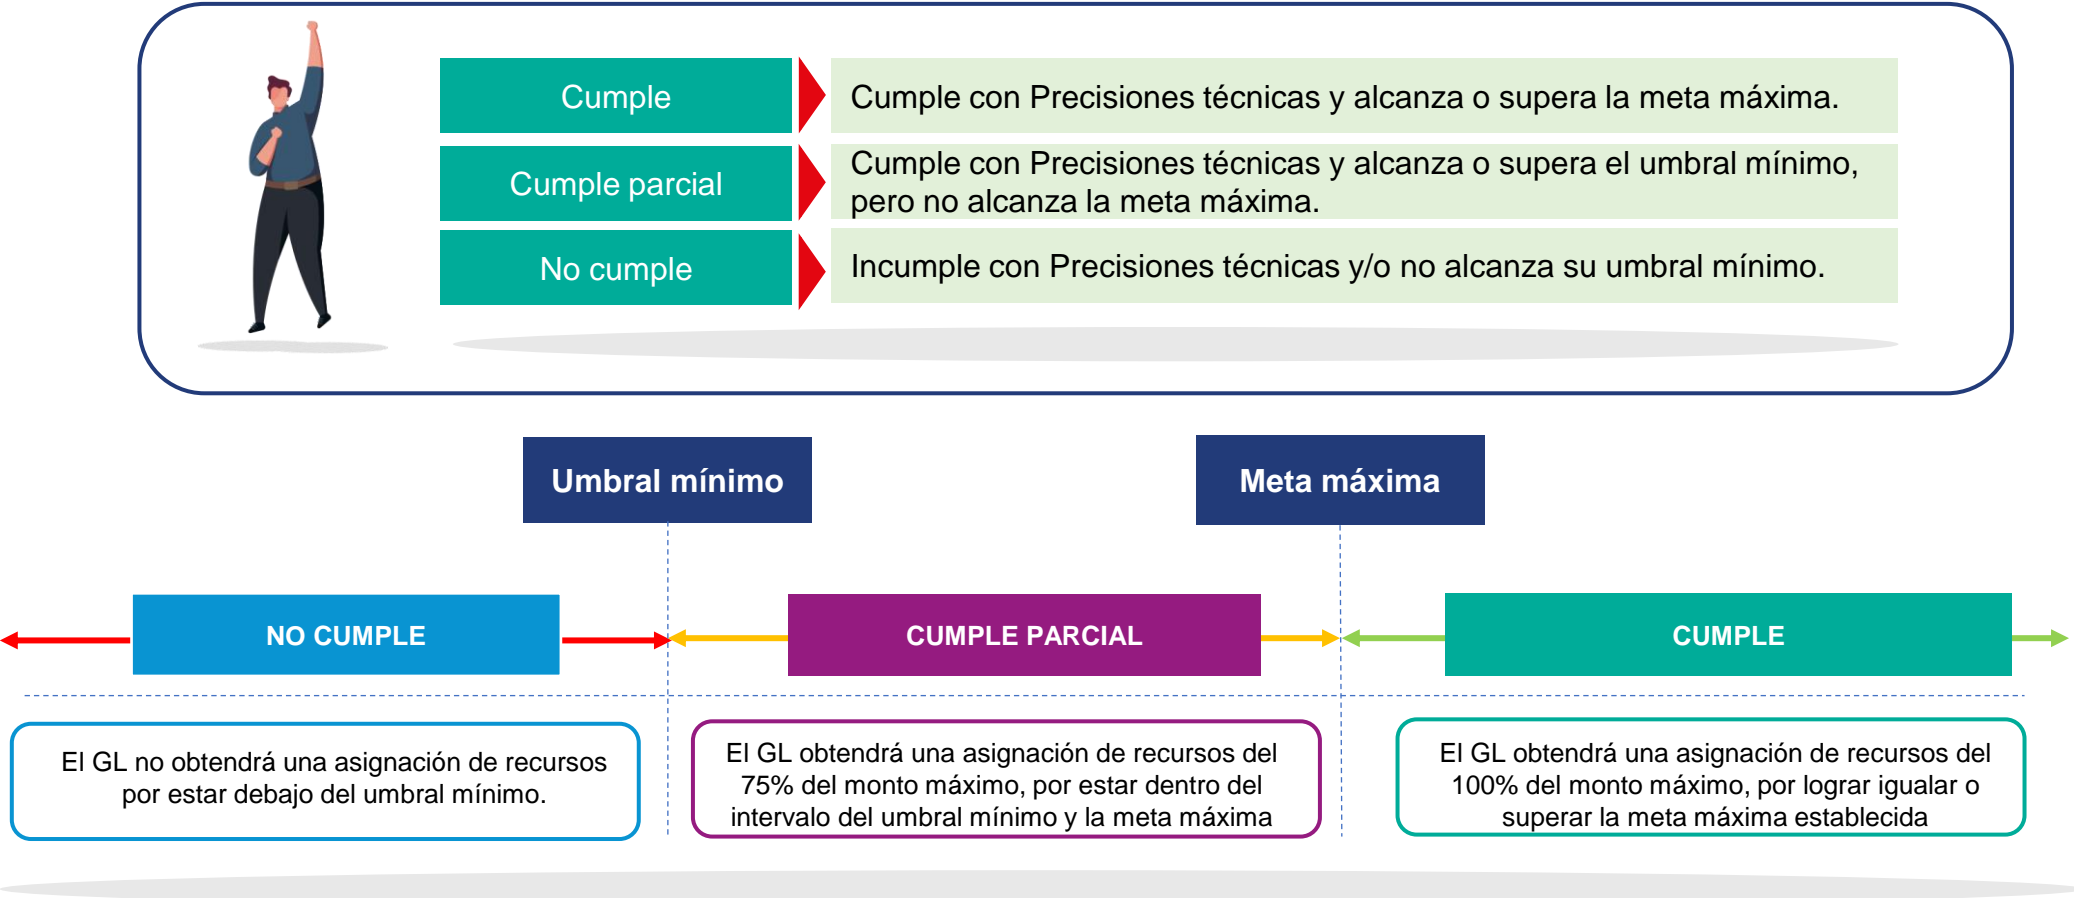 Cumple
Cumple con Precisiones técnicas y alcanza o supera la meta máxima.
Cumple parcial
Cumple con Precisiones técnicas y alcanza o supera el umbral mínimo,
pero no alcanza la meta máxima.
No cumple
Incumple con Precisiones técnicas y/o no alcanza su umbral mínimo.
Umbral mínimo
Meta máxima
NO CUMPLE
CUMPLE PARCIAL
CUMPLE
El GL no obtendrá una asignación de recursos
por estar debajo del umbral mínimo.
El GL obtendrá una asignación de recursos del
75% del monto máximo, por estar dentro del
intervalo del umbral mínimo y la meta máxima
El GL obtendrá una asignación de recursos del
100% del monto máximo, por lograr igualar o
superar la meta máxima establecida